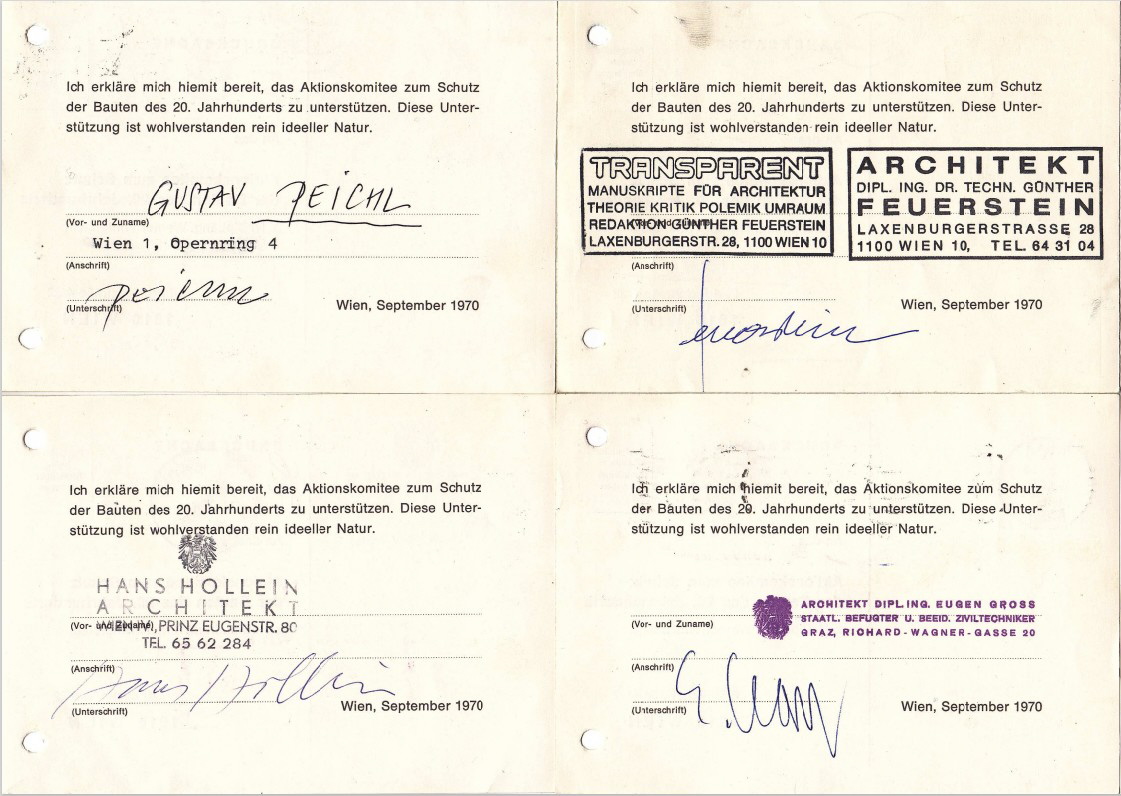 Ich erkläre mich hiemit bereit, das Aktionskomitee zum Schutz
der Bauten des 20. Jahrhunderts zu unterstützen. Diese Unter-
stützung ist wohlverstanden rein ideeller Natur.
GUSTAV PEICHL
(Vor- und Zuname)
Wien 1, Opernring 4
(Anschrift)
(Unterschrift)
Wien, September 1970
Ich erkläre mich hiemit bereit, das Aktionskomitee zum Schutz
der Bauten des 20. Jahrhunderts zu unterstützen. Diese Unter-
stützung ist wohlverstanden rein ideeller Natur.
TRANSPARENT
MANUSKRIPTE FÜR ARCHITEKTUR
THEORIE KRITIK POLEMIK UMRAUM
REDAKTION GÜNTHER FEUERSTEIN
LAXENBURGERSTR. 28, 1100 WIEN 10
ARCHITEKT
DIPL. ING. DR. TECHN. GÜNTHER
FEUERSTEIN
LAXENBURGERSTRASSE 28
1100 WIEN 10, TEL. 64 31 04
(Anschrift)
(Unterschrift)
Wien, September 1970
Ich erkläre mich hiemit bereit, das Aktionskomitee zum Schutz
der Bauten des 20. Jahrhunderts zu unterstützen. Diese Unter-
stützung ist wohlverstanden rein ideeller Natur.
HANS HOLLEIN
ARCHITEKT
(Vor- und Zuname)
PRINZ EUGENSTR. 80
TEL. 65 62 284
(Anschrift)
Hans Hollein
(Unterschrift)
Wien, September 1970
Ich erkläre mich hiemit bereit, das Aktionskomitee zum Schutz
der Bauten des 20. Jahrhunderts zu unterstützen. Diese Unter-
stützung ist wohlverstanden rein ideeller Natur.
ARCHITEKT DIPL.ING. EUGEN GROSS
STAATL. BEFUGTER U. BEEID. ZIVILTECHNIKER
GRAZ, RICHARD-WAGNER-GASSE 20
(Vor- und Zuname)
(Anschrift)
(Unterschrift)
Wien, September 1970